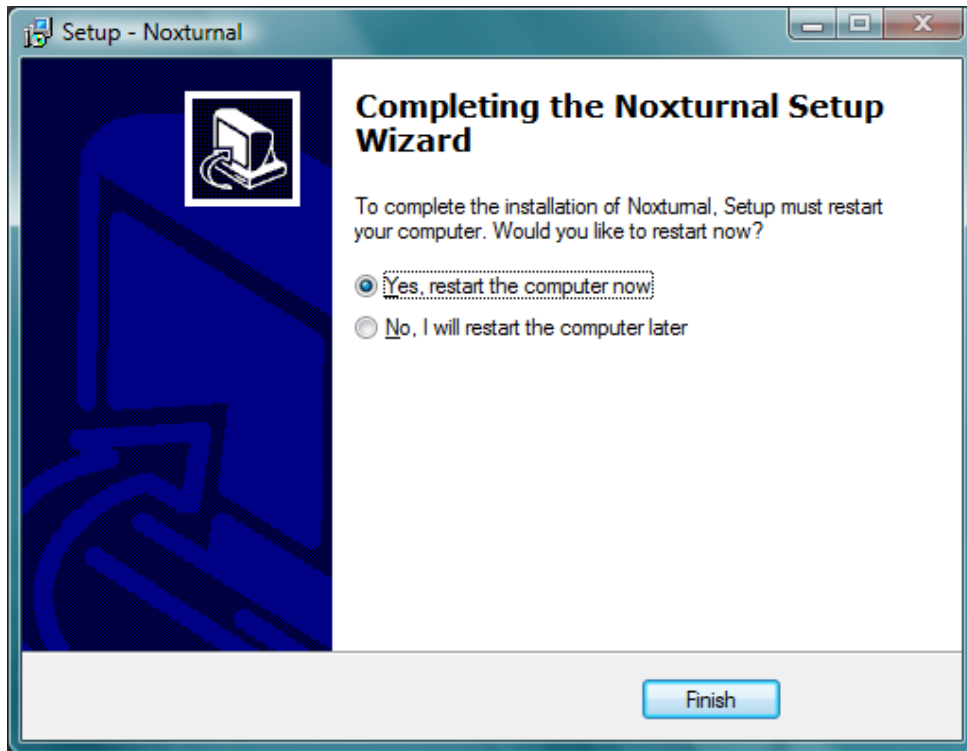 Setup - Noxturnal
Completing the Noxturnal Setup
Wizard
To complete the installation of Noxturnal, Setup must restart
your computer. Would you like to restart now?
Yes, restart the computer now
No, I will restart the computer later
Finish